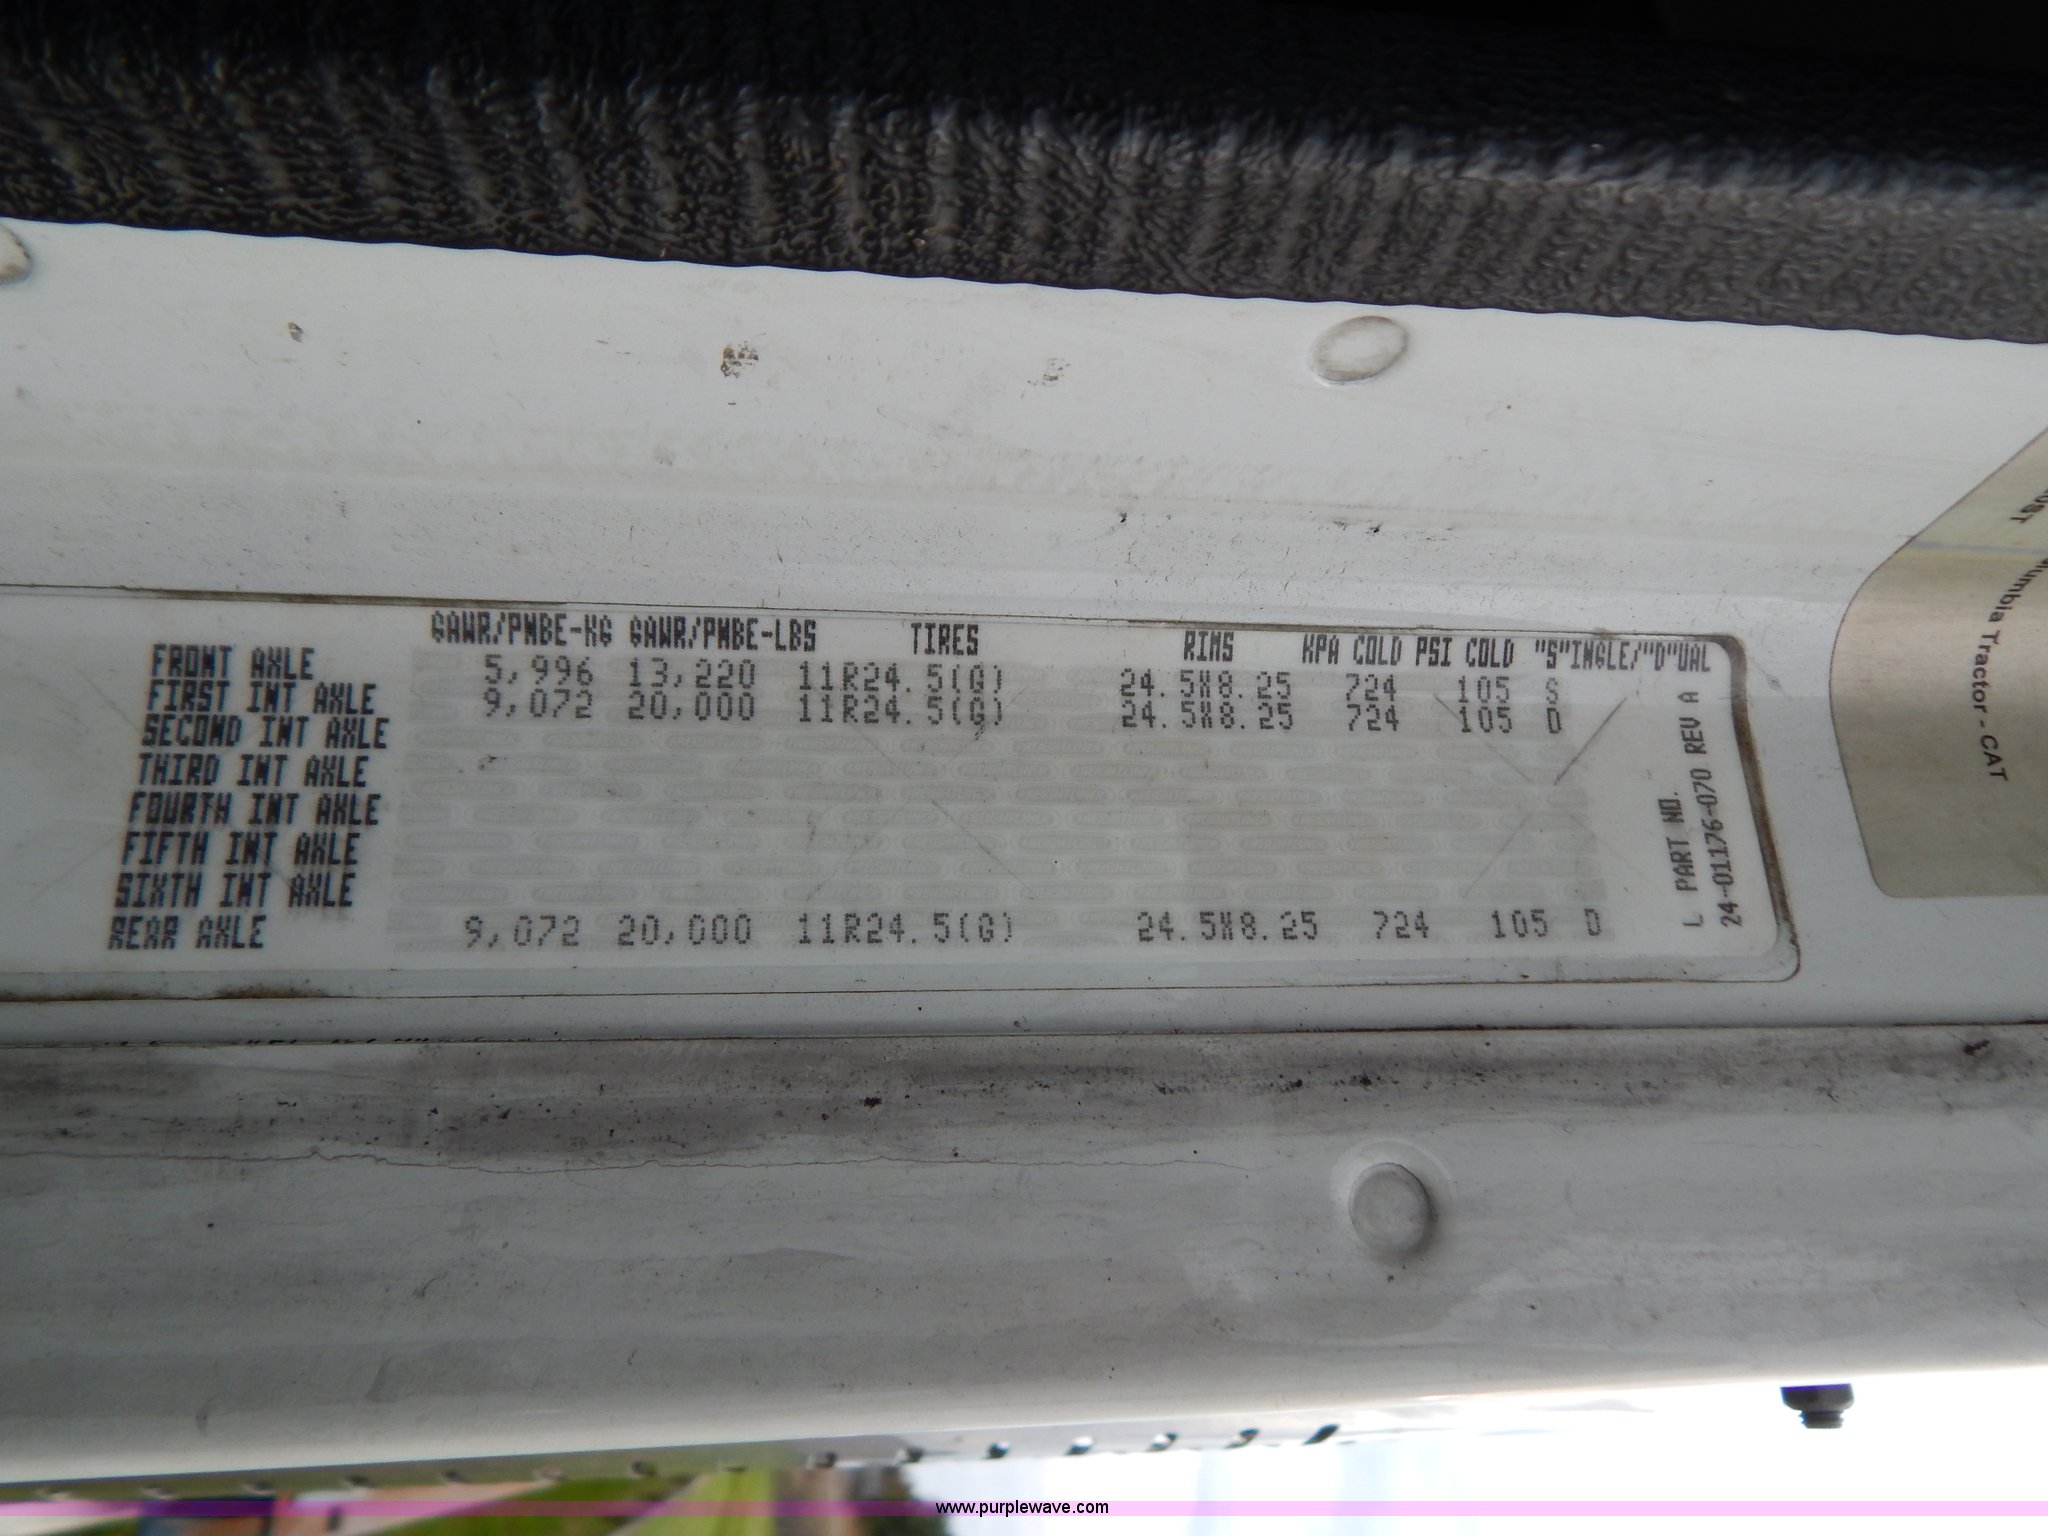 GAWR/PNBE-KG GAWR/PNBE-LBS TIRES RIMS KPA COLD PSI COLD "S"INGLE/"D"UAL
FRONT AXLE 5,996 13,220 11R24.5(G) 24.5X8.25 724 105 S
FIRST INT AXLE 9,072 20,000 11R24.5(G) 24.5X8.25 724 105 D
SECOND INT AXLE
THIRD INT AXLE
FOURTH INT AXLE
FIFTH INT AXLE
SIXTH INT AXLE
REAR AXLE 9,072 20,000 11R24.5(G) 24.5X8.25 724 105 D
L PART NO.
24-01176-070 REV A
Tractor - CAT
www.purplewave.com